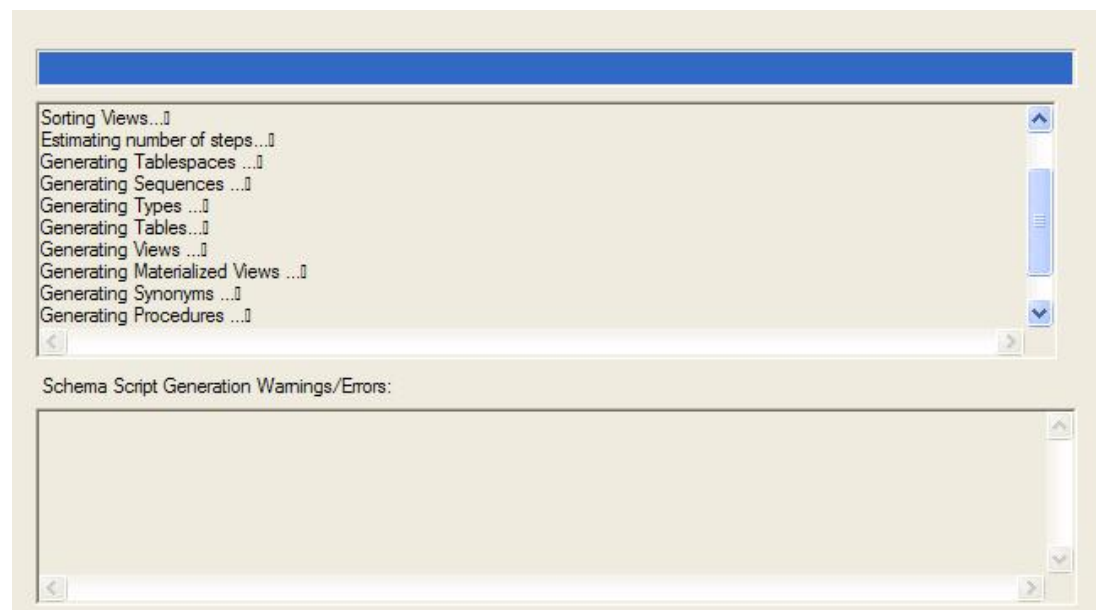 Sorting Views...▯
Estimating number of steps...▯
Generating Tablespaces ...▯
Generating Sequences ...▯
Generating Types ...▯
Generating Tables...▯
Generating Views ...▯
Generating Materialized Views ...▯
Generating Synonyms ...▯
Generating Procedures ...▯
Schema Script Generation Warnings/Errors: